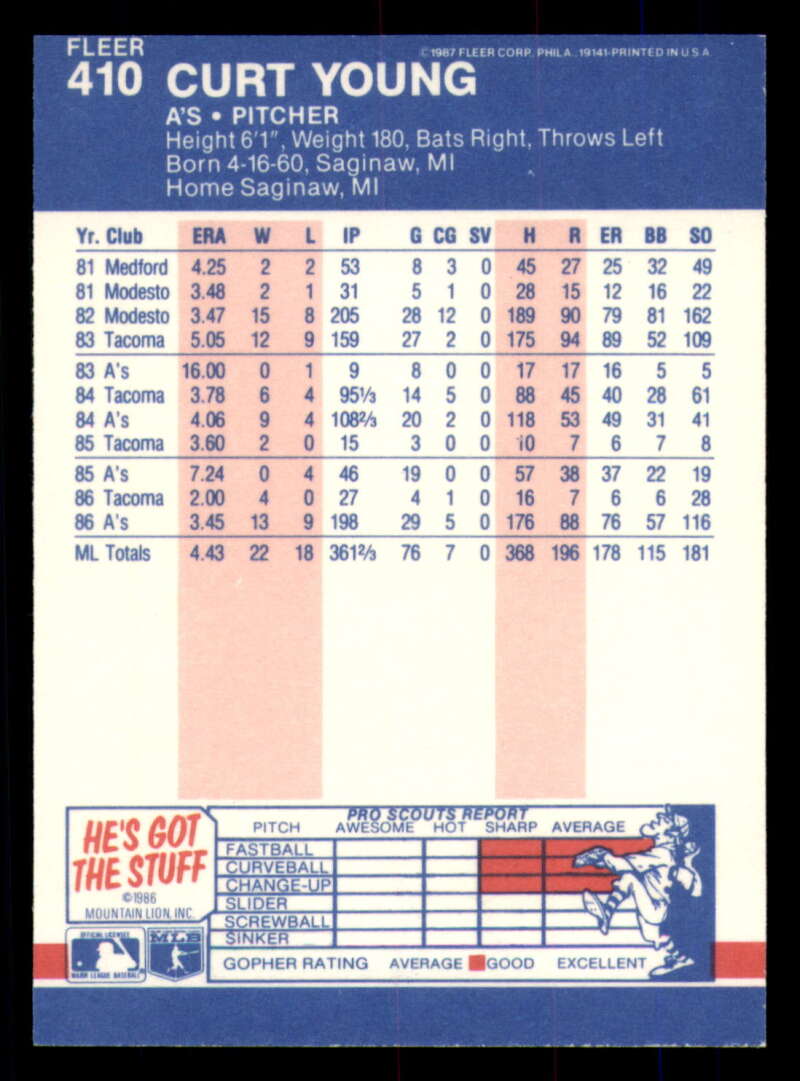 FLEER
©1987 FLEER CORP. PHILA., 19141-PRINTED IN U.S.A.
410 CURT YOUNG
A'S • PITCHER
Height 6'1", Weight 180, Bats Right, Throws Left
Born 4-16-60, Saginaw, MI
Home Saginaw, MI
Yr. Club ERA W L IP G CG SV H R ER BB SO
81 Medford 4.25 2 2 53 8 3 0 45 27 25 32 49
81 Modesto 3.48 2 1 31 5 1 0 28 15 12 16 22
82 Modesto 3.47 15 8 205 28 12 0 189 90 79 81 162
83 Tacoma 5.05 12 9 159 27 2 0 175 94 89 52 109
83 A's 16.00 0 1 9 8 0 0 17 17 16 5 5
84 Tacoma 3.78 6 4 95⅓ 14 5 0 88 45 40 28 61
84 A's 4.06 9 4 108⅔ 20 2 0 118 53 49 31 41
85 Tacoma 3.60 2 0 15 3 0 0 10 7 6 7 8
85 A's 7.24 0 4 46 19 0 0 57 38 37 22 19
86 Tacoma 2.00 4 0 27 4 1 0 16 7 6 6 28
86 A's 3.45 13 9 198 29 5 0 176 88 76 57 116
ML Totals 4.43 22 18 361⅔ 76 7 0 368 196 178 115 181
HE'S GOT
THE STUFF
©1986
MOUNTAIN LION, INC.
PRO SCOUTS REPORT
PITCH AWESOME HOT SHARP AVERAGE
FASTBALL
CURVEBALL
CHANGE-UP
SLIDER
SCREWBALL
SINKER
GOPHER RATING AVERAGE GOOD EXCELLENT
OFFICIAL LICENSEE
MAJOR LEAGUE BASEBALL
MLB